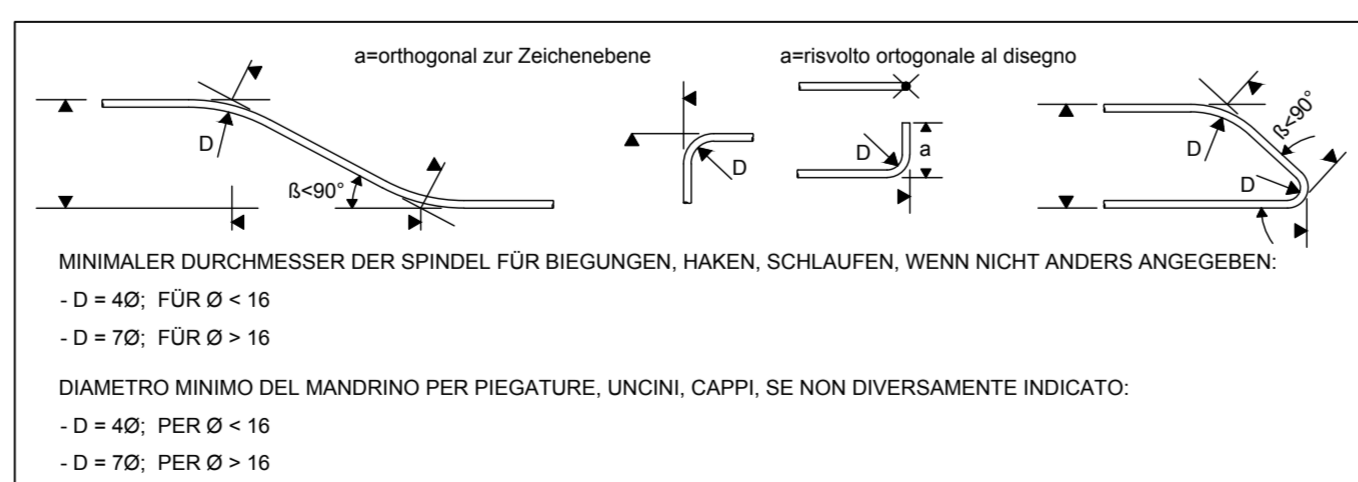 a=orthogonal zur Zeichenebene
a=risvolto ortogonale al disegno
D
ß<90°
D
D
a
ß<90°
D
D
MINIMALER DURCHMESSER DER SPINDEL FÜR BIEGUNGEN, HAKEN, SCHLAUFEN, WENN NICHT ANDERS ANGEGEBEN:
- D = 4Ø; FÜR Ø < 16
- D = 7Ø; FÜR Ø > 16
DIAMETRO MINIMO DEL MANDRINO PER PIEGATURE, UNCINI, CAPPI, SE NON DIVERSAMENTE INDICATO:
- D = 4Ø; PER Ø < 16
- D = 7Ø; PER Ø > 16